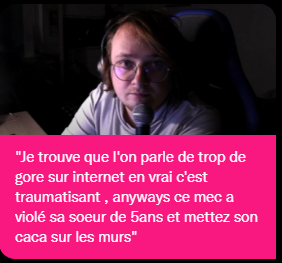 "Je trouve que l'on parle de trop de
gore sur internet en vrai c'est
traumatisant , anyways ce mec a
violé sa soeur de 5ans et mettez son
caca sur les murs"